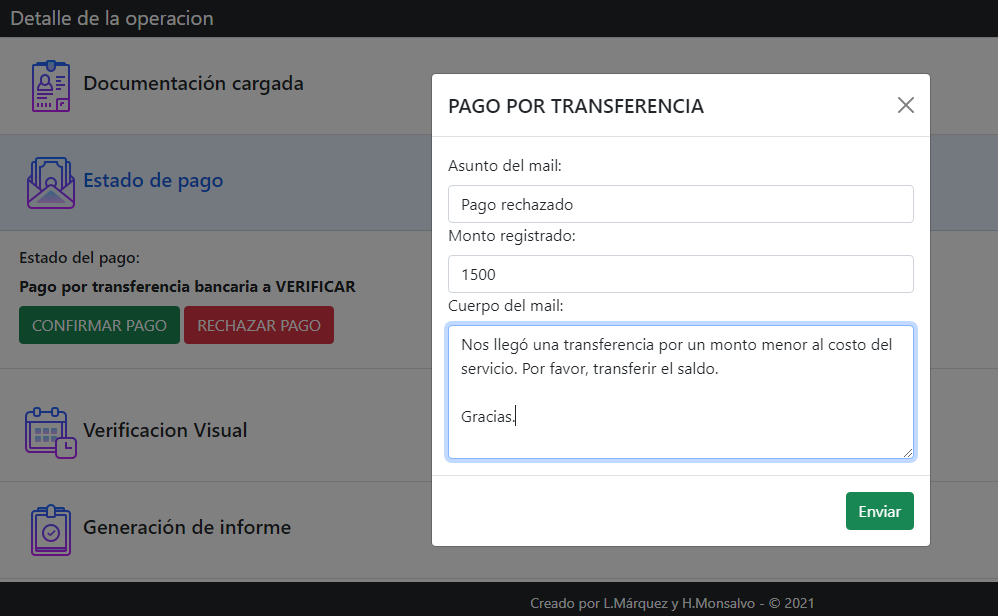 Detalle de la operacion
Documentación cargada
Estado de pago
Estado del pago:
Pago por transferencia bancaria a VERIFICAR
CONFIRMAR PAGO RECHAZAR PAGO
Verificacion Visual
Generación de informe
PAGO POR TRANSFERENCIA
Asunto del mail:
Pago rechazado
Monto registrado:
1500
Cuerpo del mail:
Nos llegó una transferencia por un monto menor al costo del
servicio. Por favor, transferir el saldo.
Gracias.
Enviar
Creado por L.Márquez y H.Monsalvo - © 2021